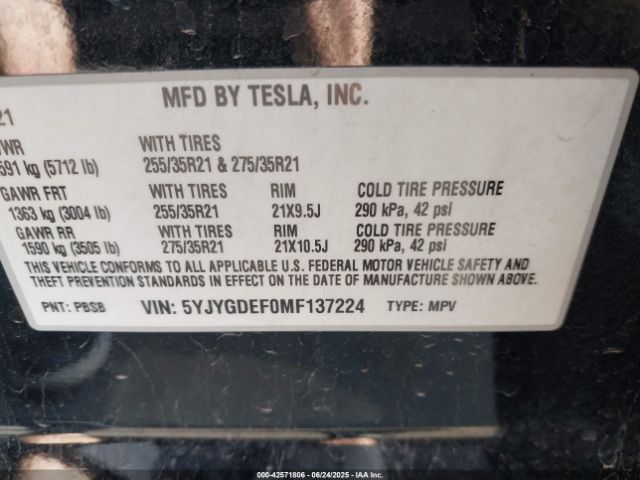 MFD BY TESLA, INC.
21
WITH TIRES
691 kg (5712 lb) 255/35R21 & 275/35R21
GAWR FRT WITH TIRES RIM COLD TIRE PRESSURE
1363 kg (3004 lb) 255/35R21 21X9.5J 290 kPa, 42 psi
GAWR RR WITH TIRES RIM COLD TIRE PRESSURE
1590 kg (3505 lb) 275/35R21 21X10.5J 290 kPa, 42 psi
THIS VEHICLE CONFORMS TO ALL APPLICABLE U.S. FEDERAL MOTOR VEHICLE SAFETY AND
THEFT PREVENTION STANDARDS IN EFFECT ON THE DATE OF MANUFACTURE SHOWN ABOVE.
PNT: PBSB VIN: 5YJYGDEF0MF137224 TYPE: MPV
000-42571806 - 06/24/2025 - IAA Inc.